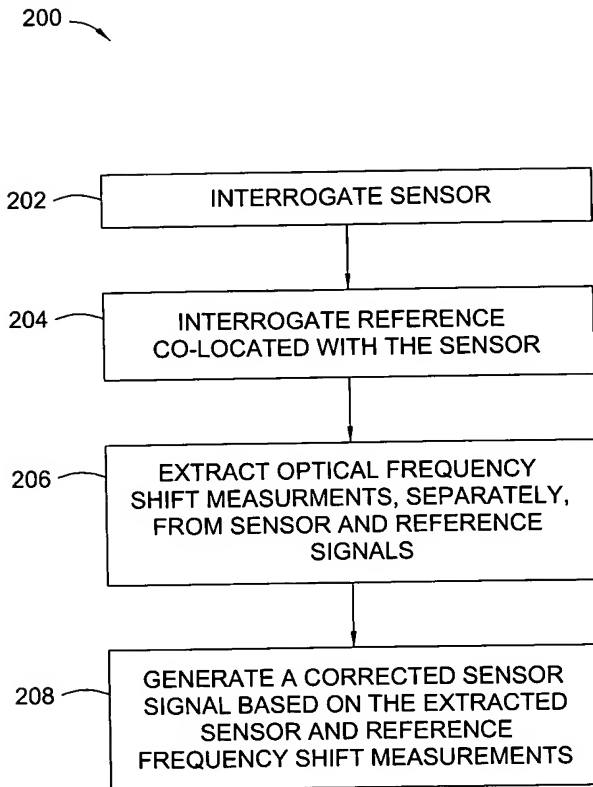 200
202
INTERROGATE SENSOR
204
INTERROGATE REFERENCE
CO-LOCATED WITH THE SENSOR
206
EXTRACT OPTICAL FREQUENCY
SHIFT MEASURMENTS, SEPARATELY,
FROM SENSOR AND REFERENCE
SIGNALS
208
GENERATE A CORRECTED SENSOR
SIGNAL BASED ON THE EXTRACTED
SENSOR AND REFERENCE
FREQUENCY SHIFT MEASUREMENTS